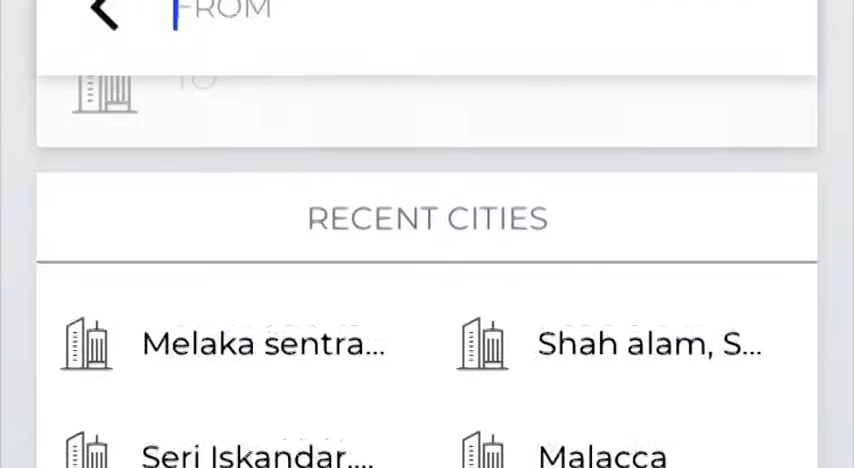 FROM
TO
RECENT CITIES
Melaka sentra...
Shah alam, S...
Seri Iskandar,...
Malacca